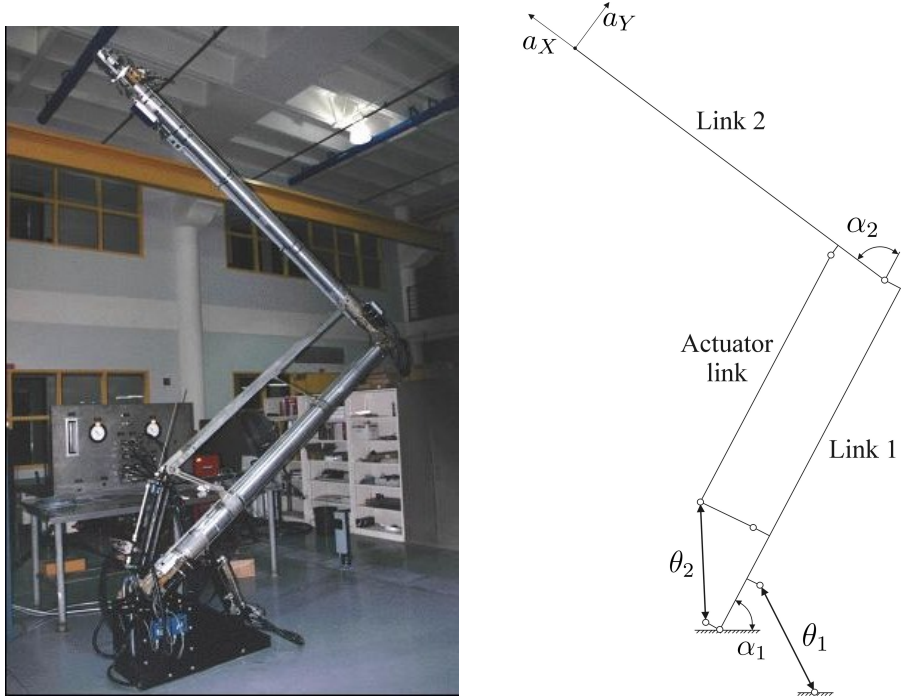 a_X
a_Y
Link 2
α_2
Actuator
link
Link 1
θ_2
α_1
θ_1